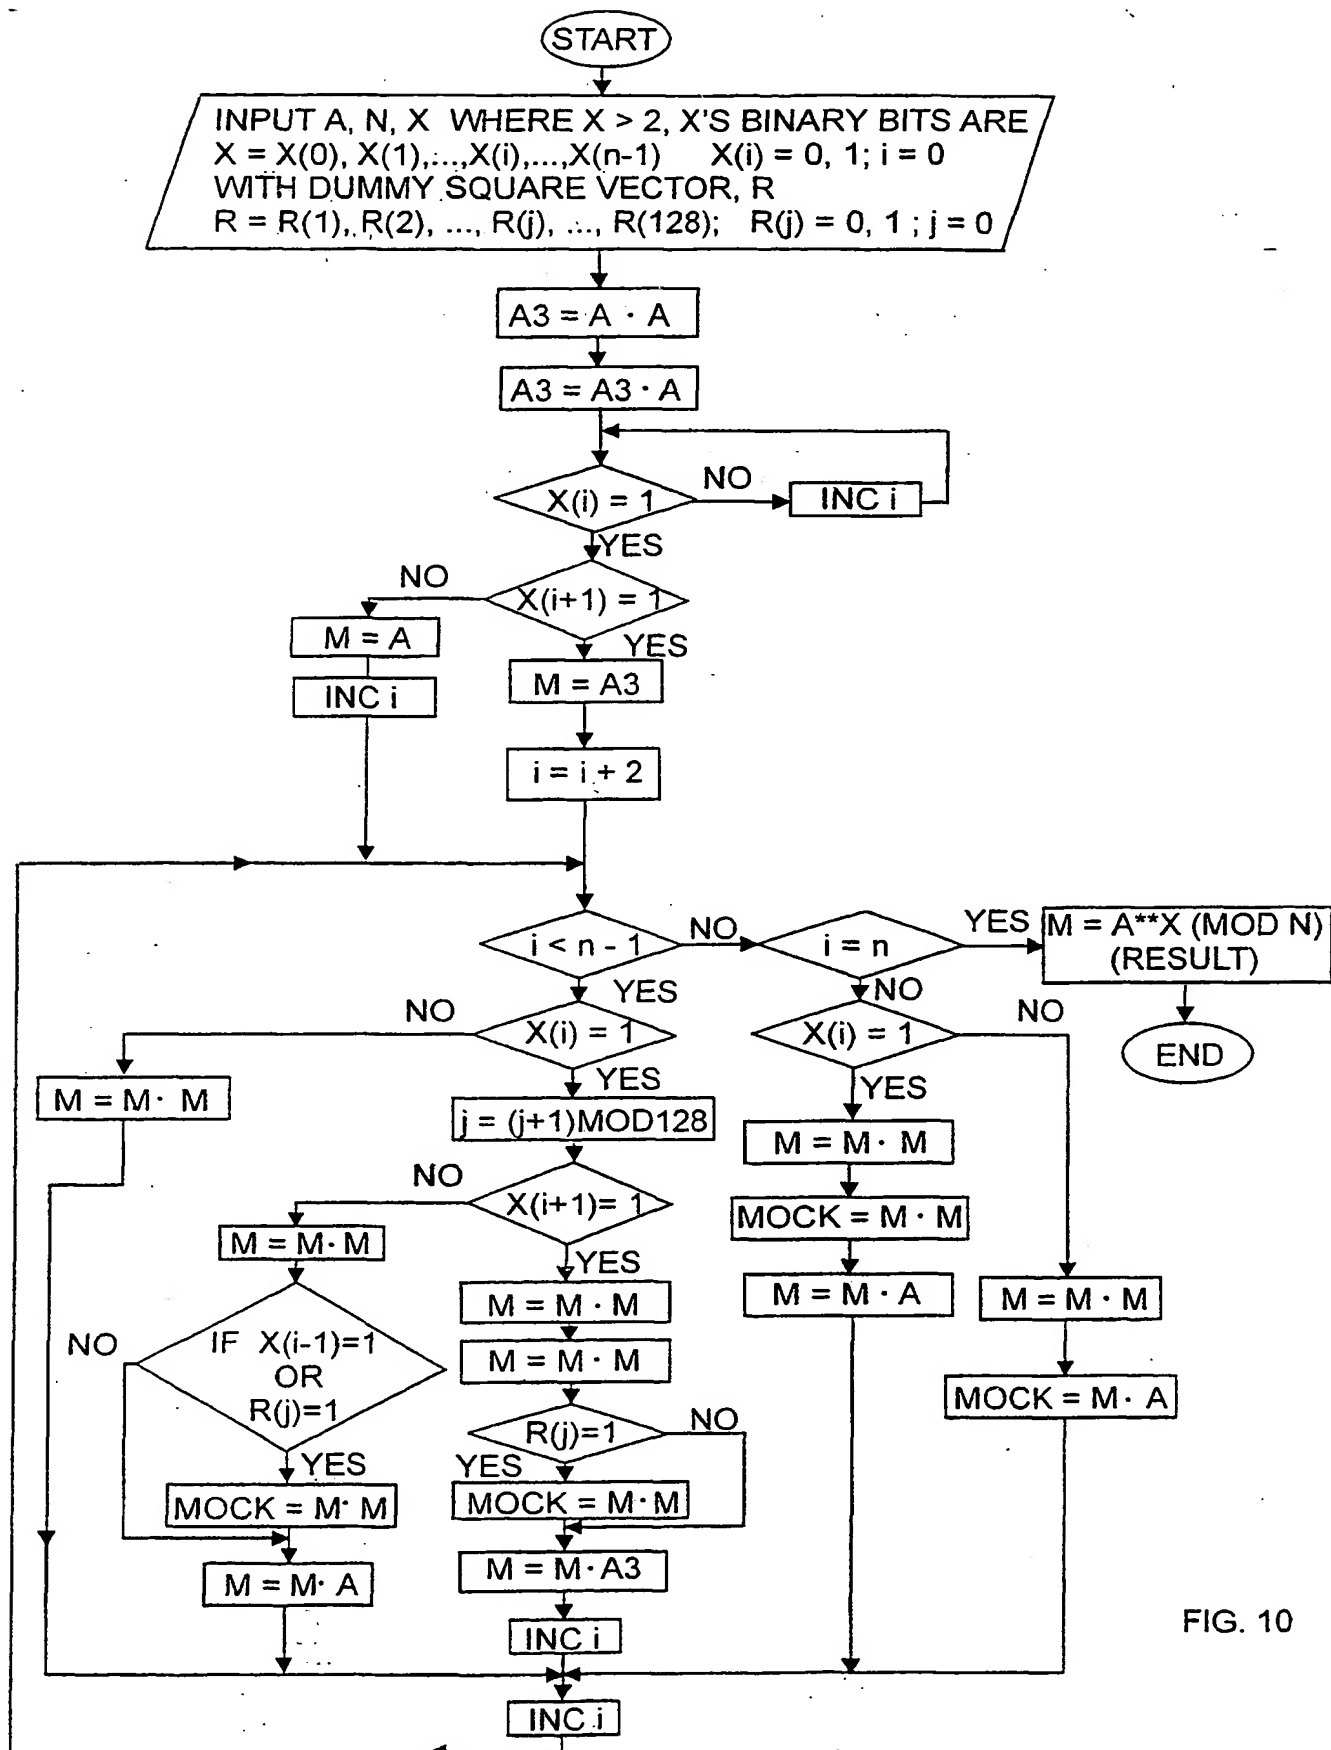 START
INPUT A, N, X WHERE X > 2, X'S BINARY BITS ARE
X = X(0), X(1),...,X(i),...,X(n-1) X(i) = 0, 1; i = 0
WITH DUMMY SQUARE VECTOR, R
R = R(1), R(2), ..., R(j), ..., R(128); R(j) = 0, 1 ; j = 0
A3 = A · A
A3 = A3 · A
X(i) = 1
NO
INC i
YES
X(i+1) = 1
NO
M = A
INC i
YES
M = A3
i = i + 2
i < n - 1
NO
i = n
YES
M = A**X (MOD N)
(RESULT)
END
YES
NO
X(i) = 1
NO
X(i) = 1
NO
M = M · M
YES
j = (j+1)MOD128
YES
M = M · M
NO
X(i+1)= 1
MOCK = M · M
M = M · M
YES
M = M · M
M = M · A
M = M · M
NO
IF X(i-1)=1
OR
R(j)=1
M = M · M
MOCK = M · A
R(j)=1
NO
YES
YES
MOCK = M · M
MOCK = M · M
M = M · A
M = M · A3
INC i
FIG. 10
INC i